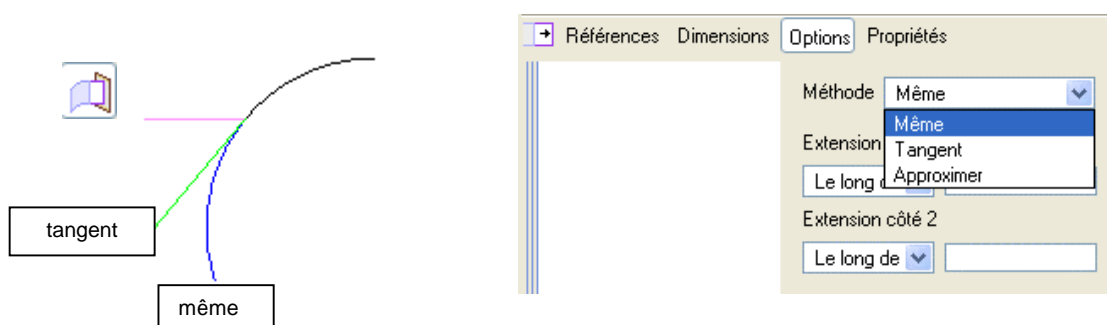 tangent
même
Références Dimensions Options Propriétés
Méthode Même
Même
Tangent
Approximer
Extension
Le long
Extension côté 2
Le long de